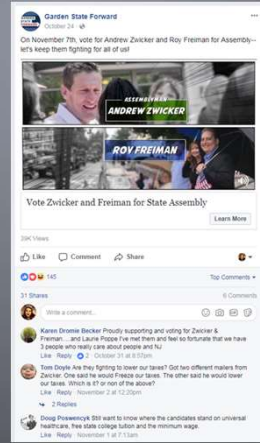 Garden State Forward
October 24
On November 7th, vote for Andrew Zwicker and Roy Freiman for Assembly--
let's keep them fighting for all of us!
ASSEMBLYMAN
ANDREW ZWICKER
ROY FREIMAN
Vote Zwicker and Freiman for State Assembly
Learn More
39K Views
Like Comment Share
145
Top Comments
31 Shares
6 Comments
Write a comment...
Karen Dromie Becker Proudly supporting and voting for Zwicker &
Freiman.... and Laurie Poppe I've met them and feel so fortunate that we have
3 people who really care about people and NJ
Like · Reply · 2 · October 31 at 8:50pm
Tom Doyle Are they fighting to lower our taxes? Got two different mailers from
Zwicker. One said he would Freeze our taxes. The other said he would lower
our taxes. Which is it? or non of the above?
Like · Reply · November 2 at 12:20pm
2 Replies
Doug Poswencyk Still want to know where the candidates stand on universal
healthcare, free state college tuition and the minimum wage.
Like · Reply · November 1 at 7:13am